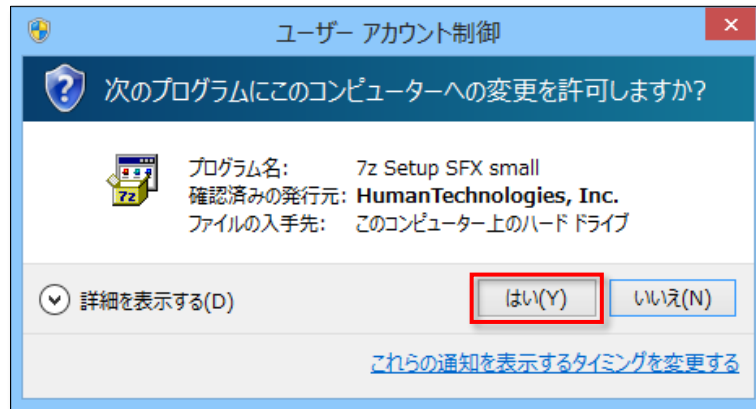 ユーザー アカウント制御
次のプログラムにこのコンピューターへの変更を許可しますか?
プログラム名: 7z Setup SFX small
確認済みの発行元: HumanTechnologies, Inc.
ファイルの入手先: このコンピューター上のハード ドライブ
7z
詳細を表示する(D)
はい(Y)
いいえ(N)
これらの通知を表示するタイミングを変更する